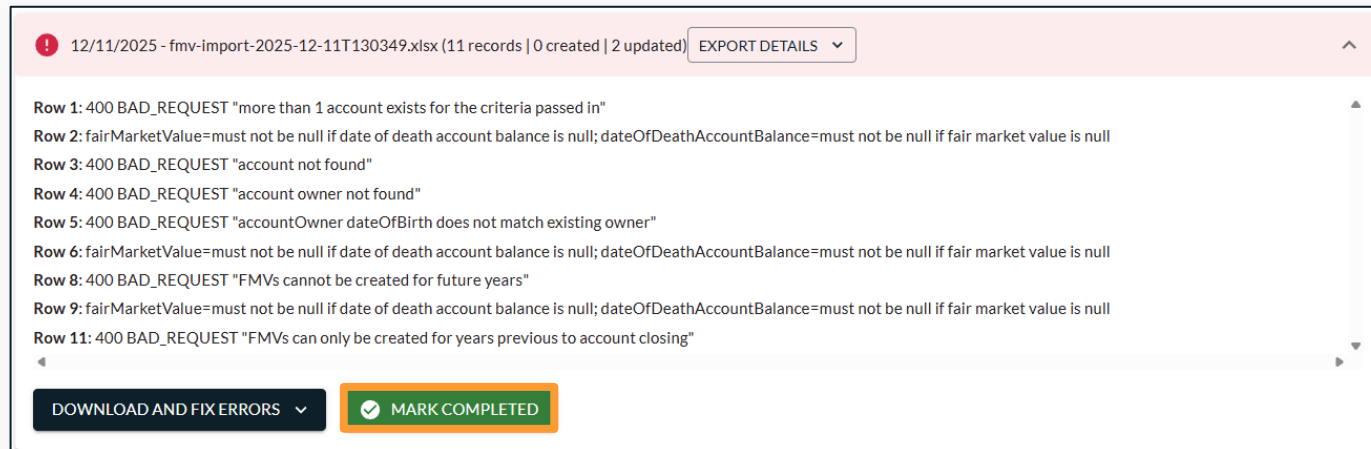 12/11/2025 - fmv-import-2025-12-11T130349.xlsx (11 records | 0 created | 2 updated) EXPORT DETAILS
Row 1: 400 BAD_REQUEST "more than 1 account exists for the criteria passed in"
Row 2: fairMarketValue=must not be null if date of death account balance is null; dateOfDeathAccountBalance=must not be null if fair market value is null
Row 3: 400 BAD_REQUEST "account not found"
Row 4: 400 BAD_REQUEST "account owner not found"
Row 5: 400 BAD_REQUEST "accountOwner dateOfBirth does not match existing owner"
Row 6: fairMarketValue=must not be null if date of death account balance is null; dateOfDeathAccountBalance=must not be null if fair market value is null
Row 8: 400 BAD_REQUEST "FMVs cannot be created for future years"
Row 9: fairMarketValue=must not be null if date of death account balance is null; dateOfDeathAccountBalance=must not be null if fair market value is null
Row 11: 400 BAD_REQUEST "FMVs can only be created for years previous to account closing"
DOWNLOAD AND FIX ERRORS MARK COMPLETED